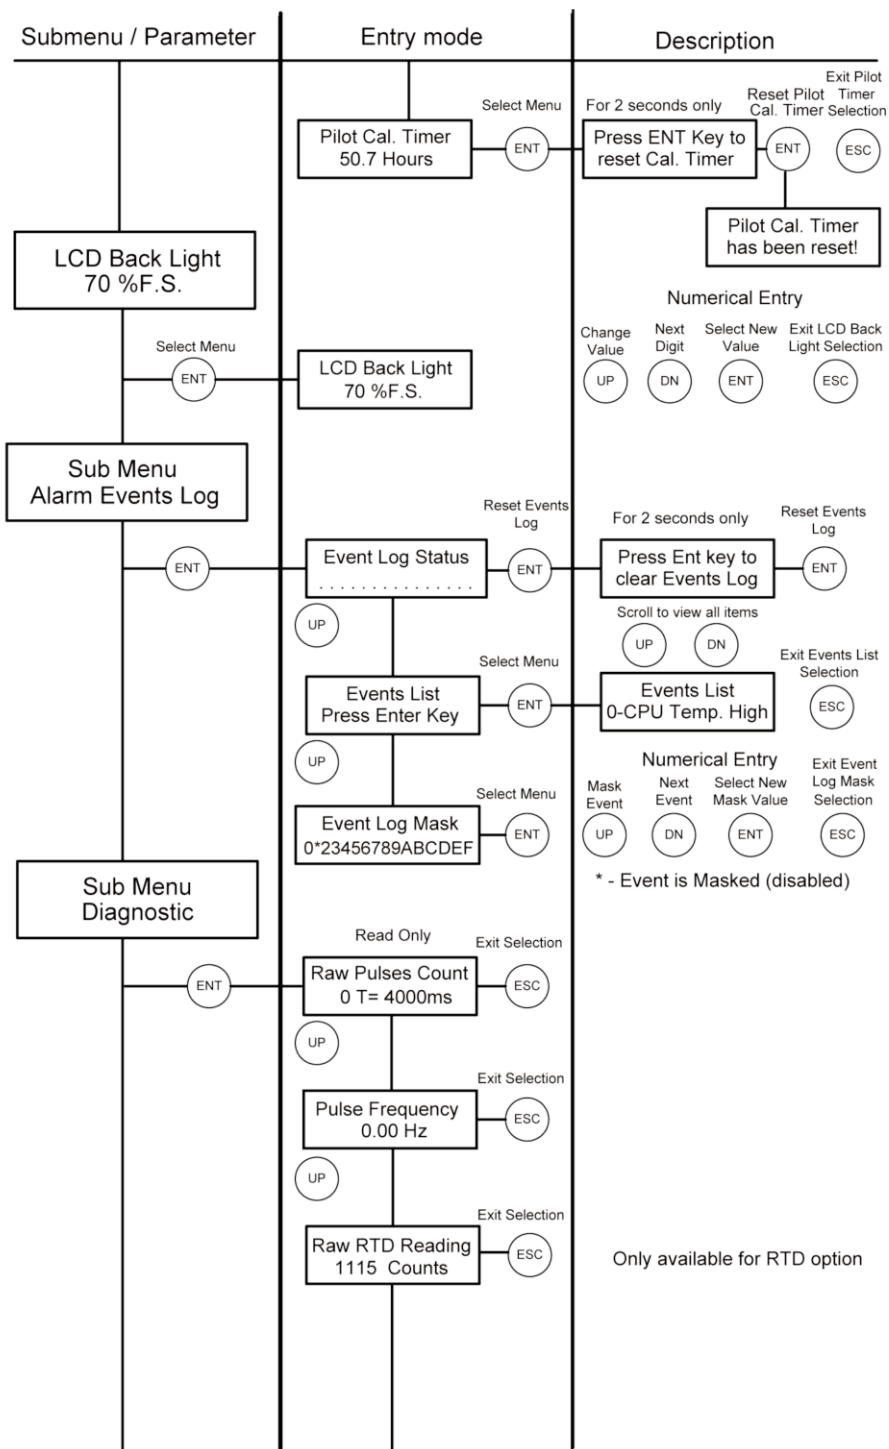 Submenu / Parameter
Entry mode
Description
Select Menu
For 2 seconds only
Reset Pilot
Cal. Timer
Exit Pilot
Timer
Selection
Pilot Cal. Timer
50.7 Hours
ENT
Press ENT Key to
reset Cal. Timer
ENT
ESC
Pilot Cal. Timer
has been reset!
LCD Back Light
70 %F.S.
Numerical Entry
Select Menu
ENT
LCD Back Light
70 %F.S.
Change
Value
Next
Digit
Select New
Value
Exit LCD Back
Light Selection
UP
DN
ENT
ESC
Sub Menu
Alarm Events Log
Reset Events
Log
For 2 seconds only
Reset Events
Log
ENT
Event Log Status
. . . . . . . . . . . . . . .
ENT
Press Ent key to
clear Events Log
ENT
UP
Scroll to view all items
UP
DN
Select Menu
Exit Events List
Selection
Events List
Press Enter Key
ENT
Events List
0-CPU Temp. High
ESC
UP
Numerical Entry
Select Menu
Mask
Event
Next
Event
Select New
Mask Value
Exit Event
Log Mask
Selection
Event Log Mask
0*23456789ABCDEF
ENT
UP
DN
ENT
ESC
* - Event is Masked (disabled)
Sub Menu
Diagnostic
Read Only
Exit Selection
ENT
Raw Pulses Count
0 T= 4000ms
ESC
UP
Exit Selection
Pulse Frequency
0.00 Hz
ESC
UP
Exit Selection
Raw RTD Reading
1115 Counts
ESC
Only available for RTD option